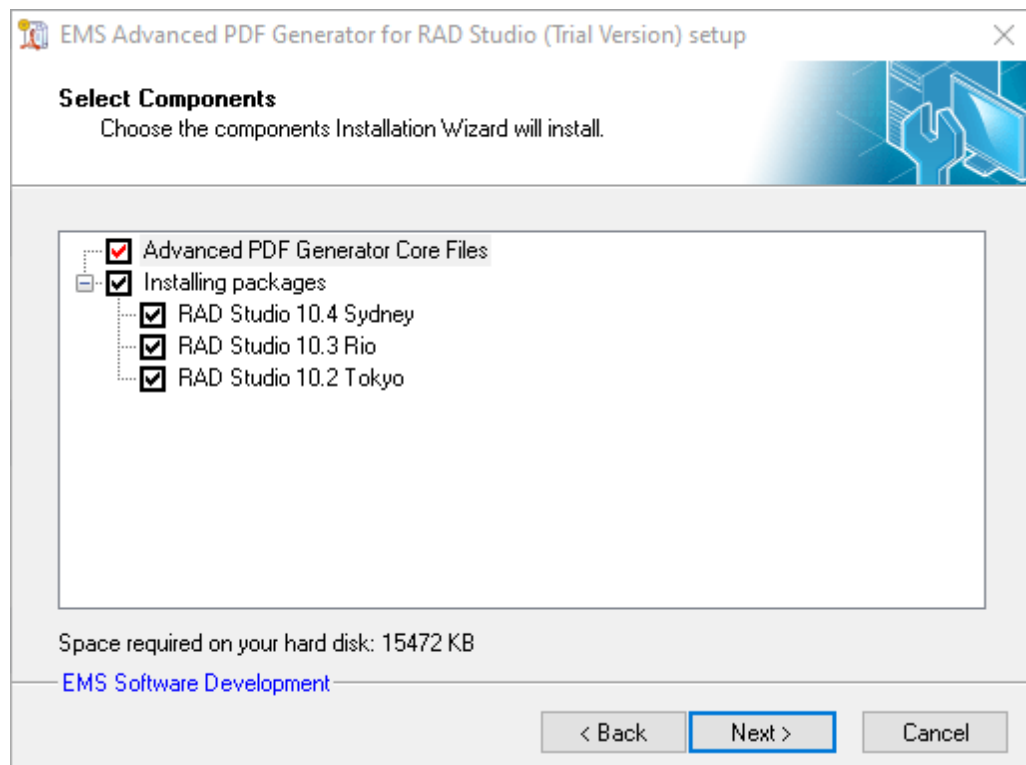 EMS Advanced PDF Generator for RAD Studio (Trial Version) setup
Select Components
Choose the components Installation Wizard will install.
Advanced PDF Generator Core Files
Installing packages
RAD Studio 10.4 Sydney
RAD Studio 10.3 Rio
RAD Studio 10.2 Tokyo
Space required on your hard disk: 15472 KB
EMS Software Development
< Back Next > Cancel